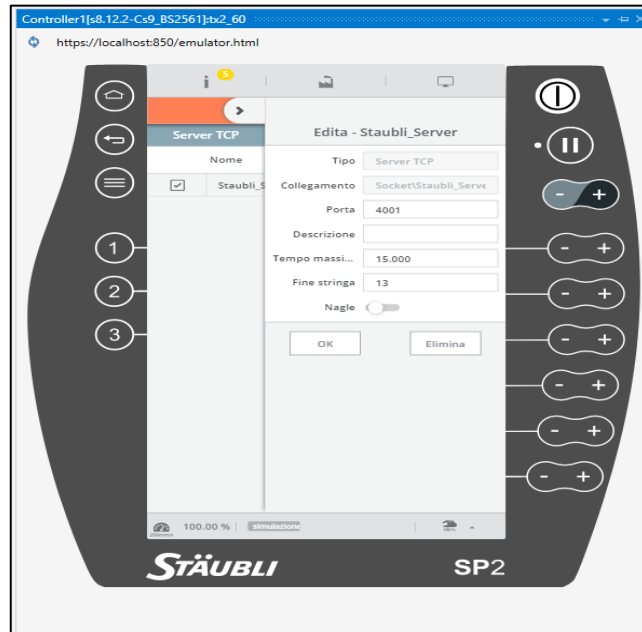 Controller1[s8.12.2-Cs9_BS2561]:tx2_60
https://localhost:850/emulator.html
i 5
Server TCP
Edita - Staubli_Server
Nome
Tipo Server TCP
Staubli_S
Collegamento Socket\Staubli_Serve
Porta 4001
Descrizione
Tempo massi... 15.000
Fine stringa 13
Nagle
OK Elimina
- +
1 - +
2 - +
3 - +
- +
- +
- +
100.00 % simulazione
STÄUBLI SP2